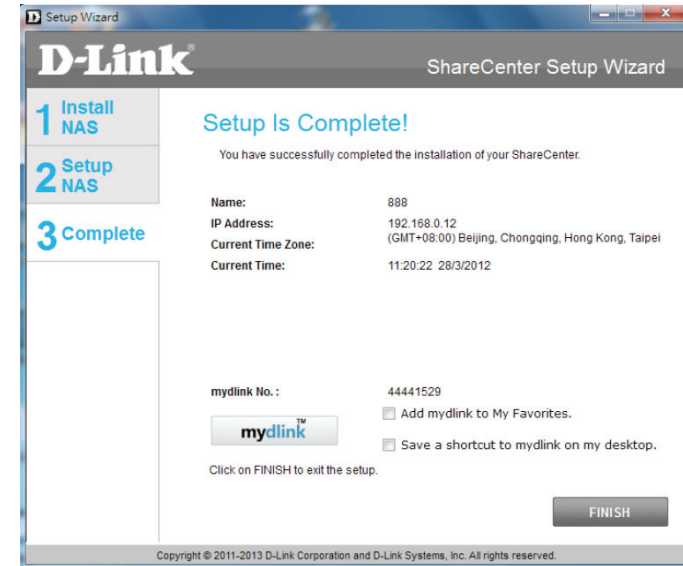 Setup Wizard
D-Link®
ShareCenter Setup Wizard
1 Install NAS
2 Setup NAS
3 Complete
Setup Is Complete!
You have successfully completed the installation of your ShareCenter.
Name: 888
IP Address: 192.168.0.12
Current Time Zone: (GMT+08:00) Beijing, Chongqing, Hong Kong, Taipei
Current Time: 11:20:22 28/3/2012
mydlink No. : 44441529
mydlink™
Add mydlink to My Favorites.
Save a shortcut to mydlink on my desktop.
Click on FINISH to exit the setup.
FINISH
Copyright © 2011-2013 D-Link Corporation and D-Link Systems, Inc. All rights reserved.